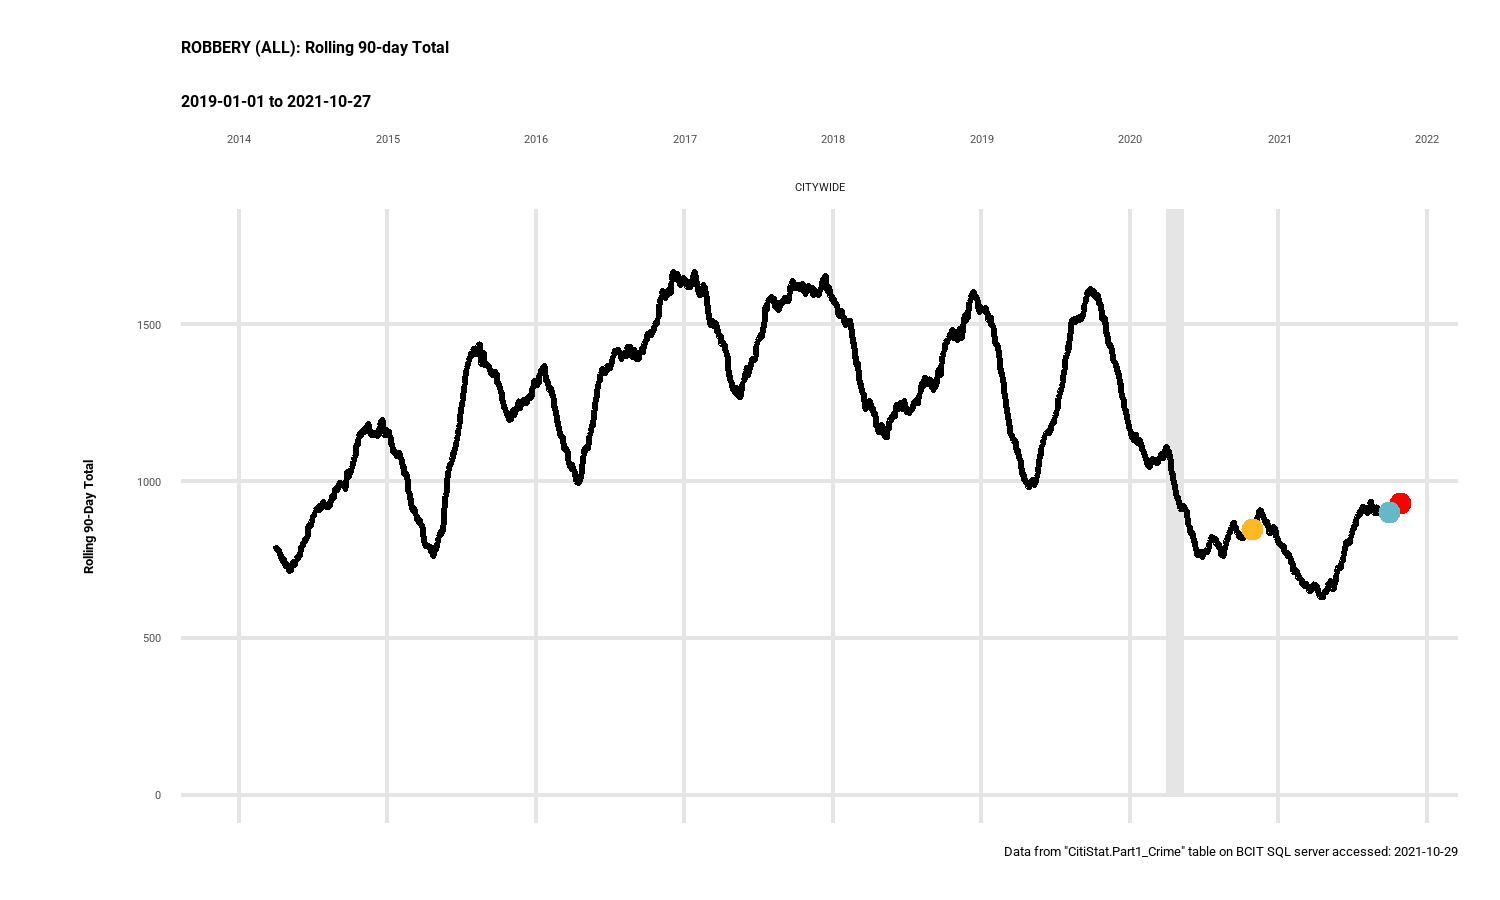 ROBBERY (ALL): Rolling 90-day Total
2019-01-01 to 2021-10-27
2014 2015 2016 2017 2018 2019 2020 2021 2022
CITYWIDE
Rolling 90-Day Total
1500
1000
500
0
Data from "CitiStat.Part1_Crime" table on BCIT SQL server accessed: 2021-10-29